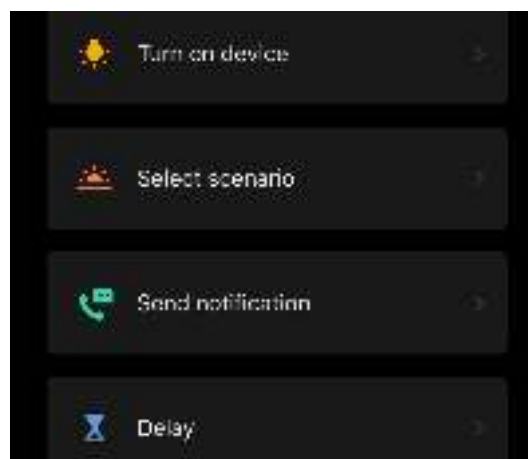 Turn on device
Select scenario
Send notification
Delay